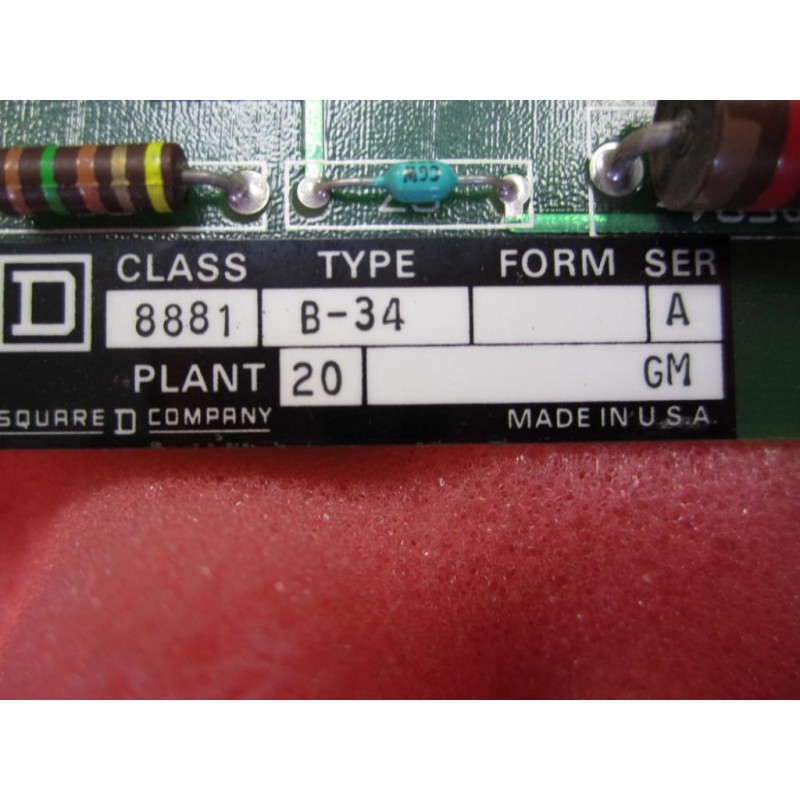 D CLASS TYPE FORM SER
8881 B-34 A
PLANT 20 GM
SQUARE D COMPANY MADE IN U.S.A.